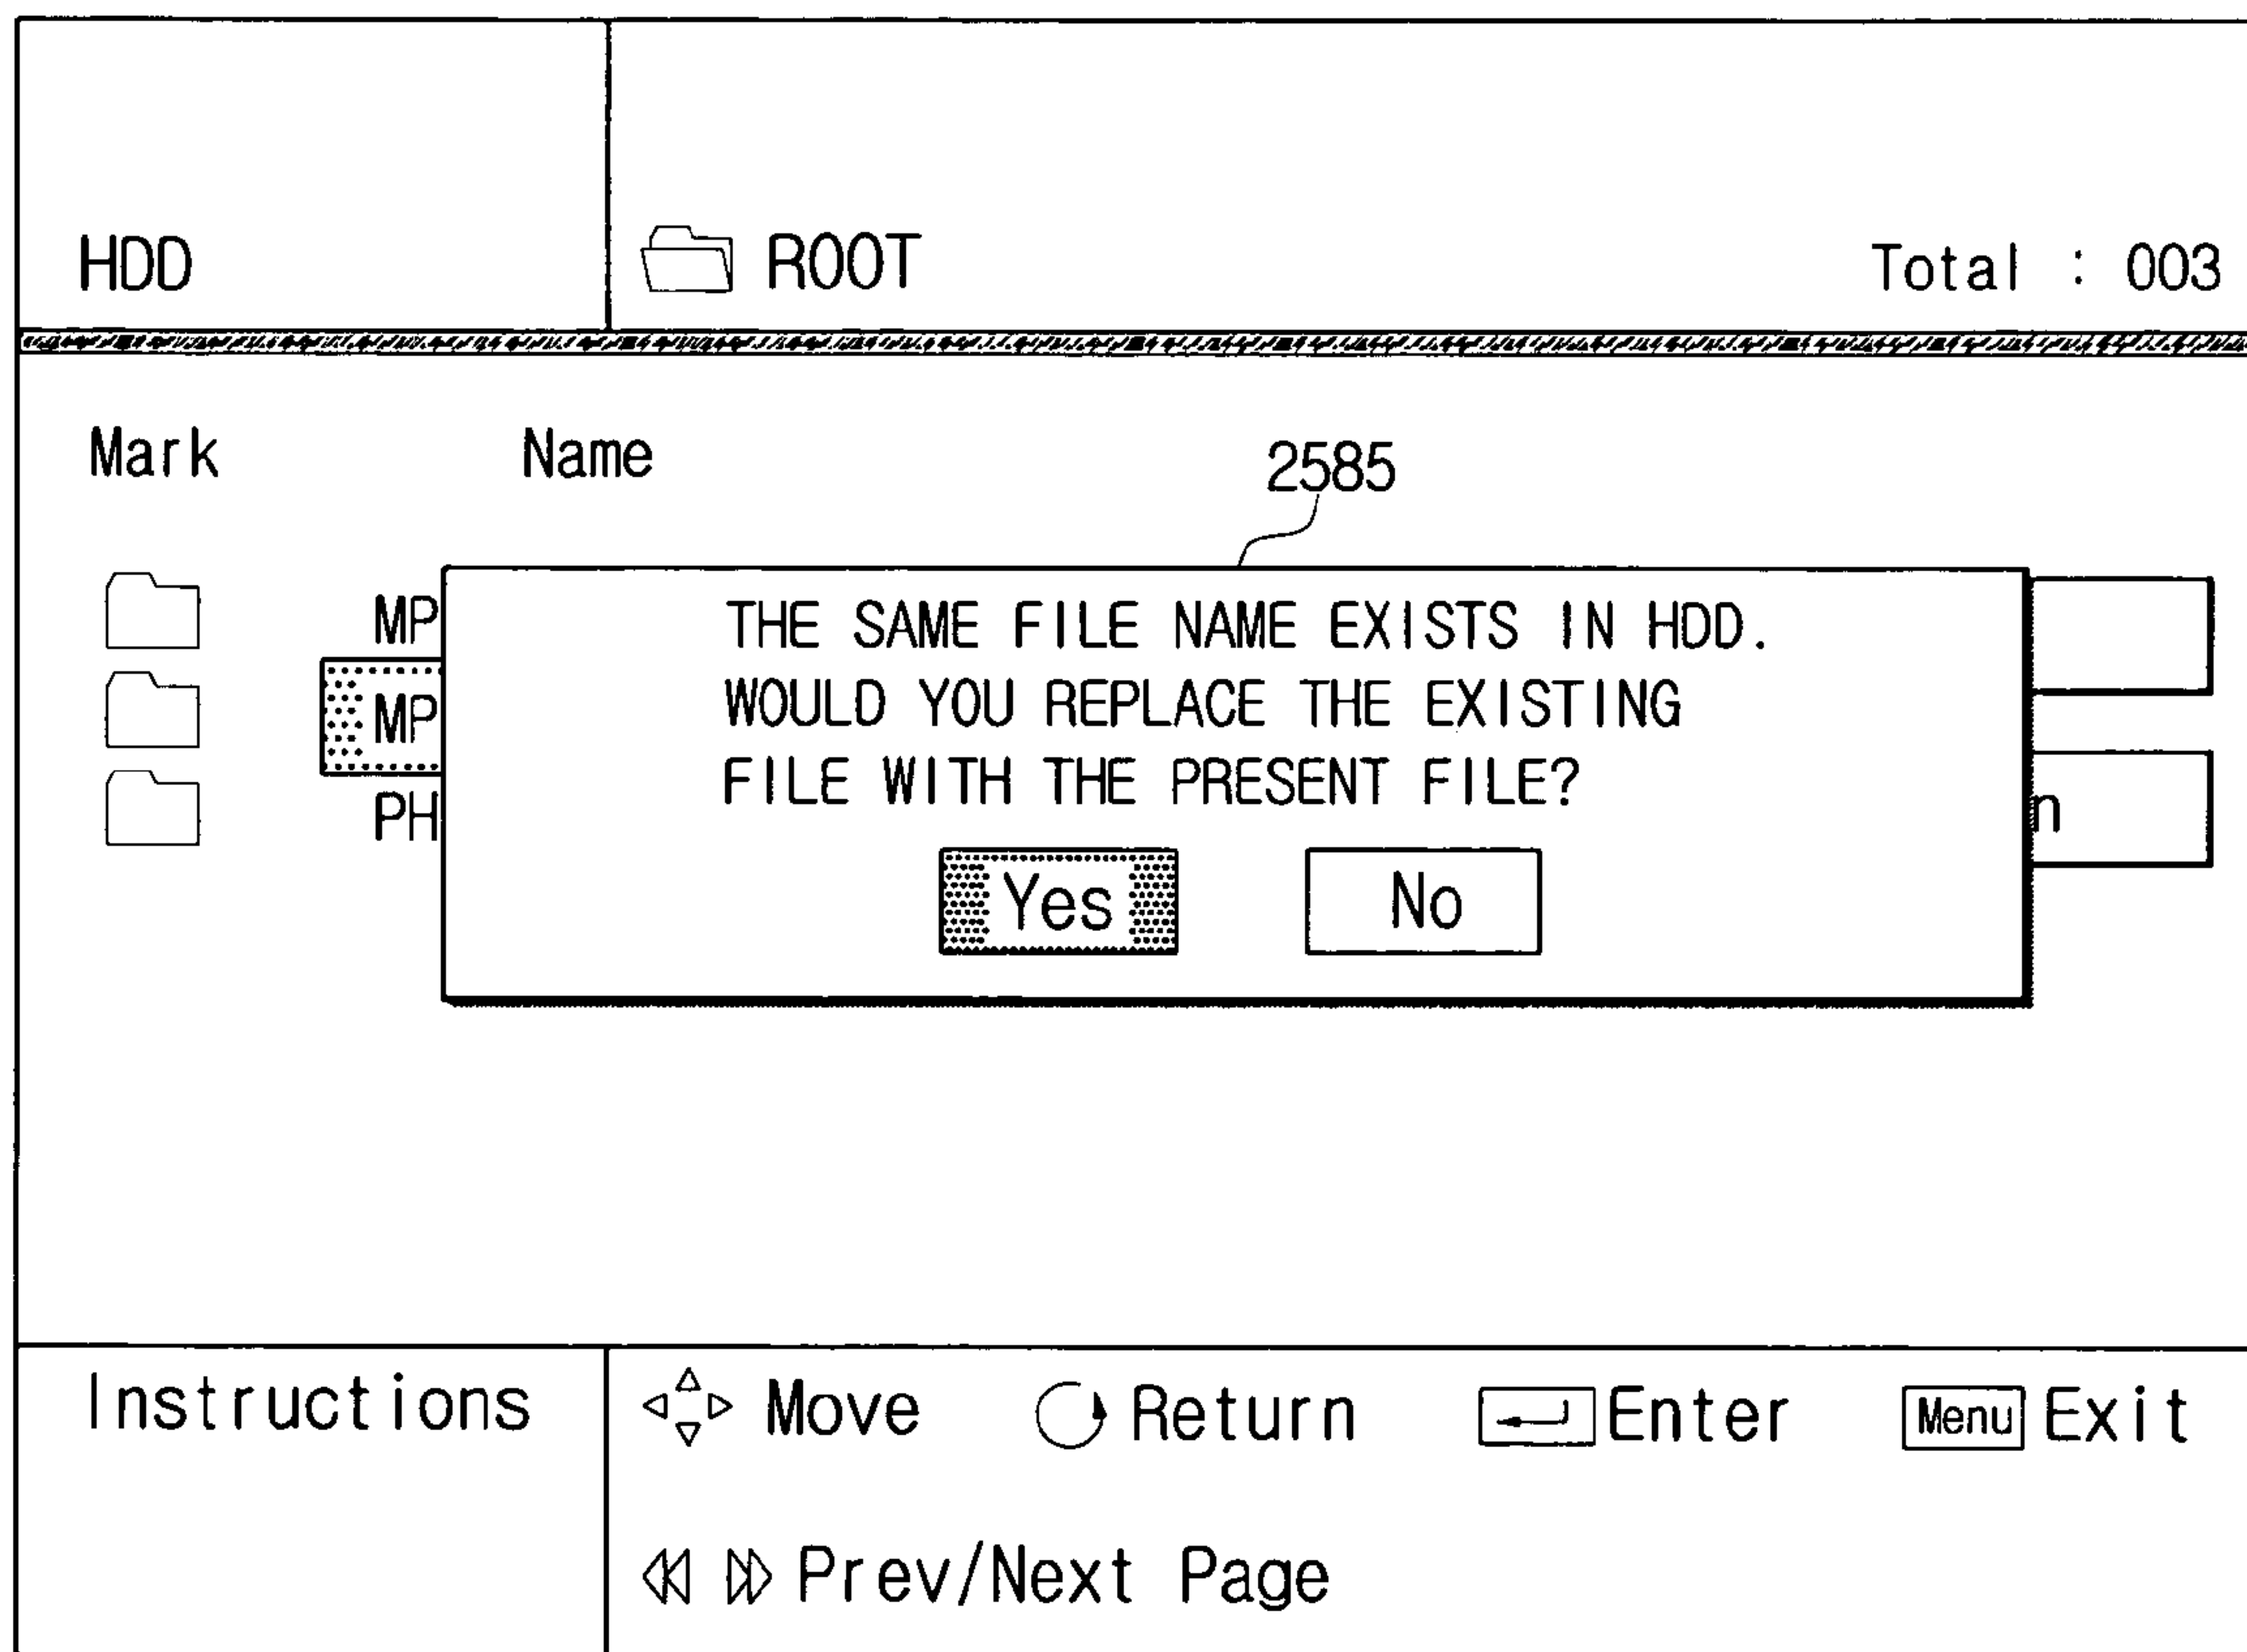 HDD
ROOT
Total : 003
Mark
Name
2585
MP
MP
PH
THE SAME FILE NAME EXISTS IN HDD.
WOULD YOU REPLACE THE EXISTING
FILE WITH THE PRESENT FILE?
n
Yes
No
Instructions
Move
Return
Enter
Menu Exit
Prev/Next Page